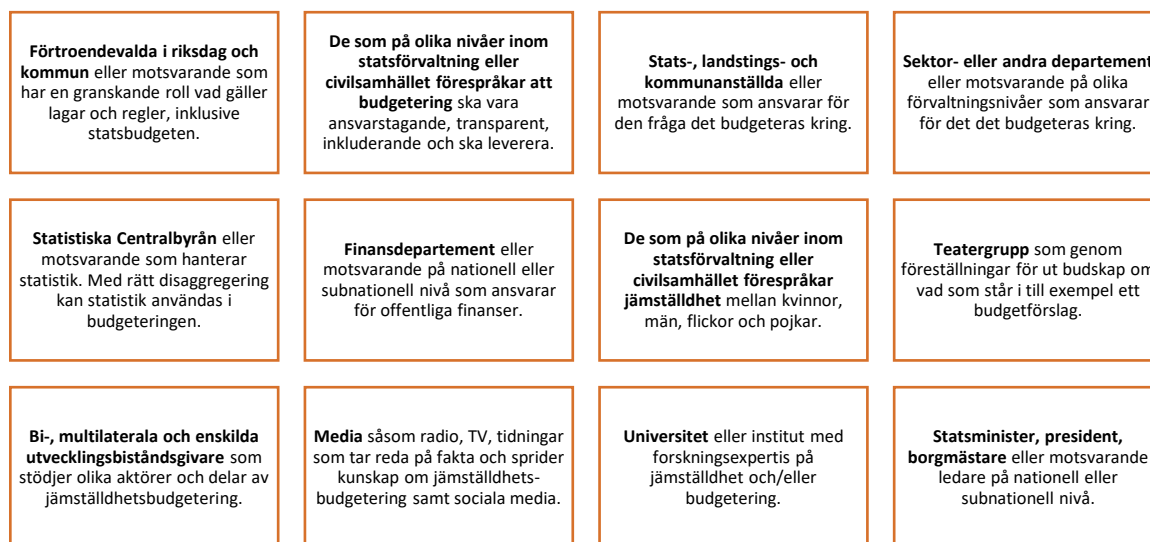 Förtroendevalda i riksdag och
kommun eller motsvarande som
har en granskande roll vad gäller
lagar och regler, inklusive
statsbudgeten.
De som på olika nivåer inom
statsförvaltning eller
civilsamhället förespråkar att
budgetering ska vara
ansvarstagande, transparent,
inkluderande och ska leverera.
Stats-, landstings- och
kommunanställda eller
motsvarande som ansvarar för
den fråga det budgeteras kring.
Sektor- eller andra departement
eller motsvarande på olika
förvaltningsnivåer som ansvarar
för det det budgeteras kring.
Statistiska Centralbyrån eller
motsvarande som hanterar
statistik. Med rätt disaggregering
kan statistik användas i
budgeteringen.
Finansdepartement eller
motsvarande på nationell eller
subnationell nivå som ansvarar
för offentliga finanser.
De som på olika nivåer inom
statsförvaltning eller
civilsamhället förespråkar
jämställdhet mellan kvinnor,
män, flickor och pojkar.
Teatergrupp som genom
föreställningar för ut budskap om
vad som står i till exempel ett
budgetförslag.
Bi-, multilaterala och enskilda
utvecklingsbiståndsgivare som
stödjer olika aktörer och delar av
jämställdhetsbudgetering.
Media såsom radio, TV, tidningar
som tar reda på fakta och sprider
kunskap om jämställdhets-
budgetering samt sociala media.
Universitet eller institut med
forskningsexpertis på
jämställdhet och/eller
budgetering.
Statsminister, president,
borgmästare eller motsvarande
ledare på nationell eller
subnationell nivå.